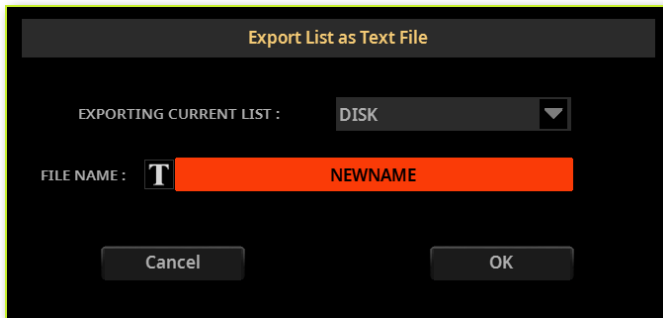 Export List as Text File
EXPORTING CURRENT LIST : DISK
FILE NAME : T NEWNAME
Cancel OK